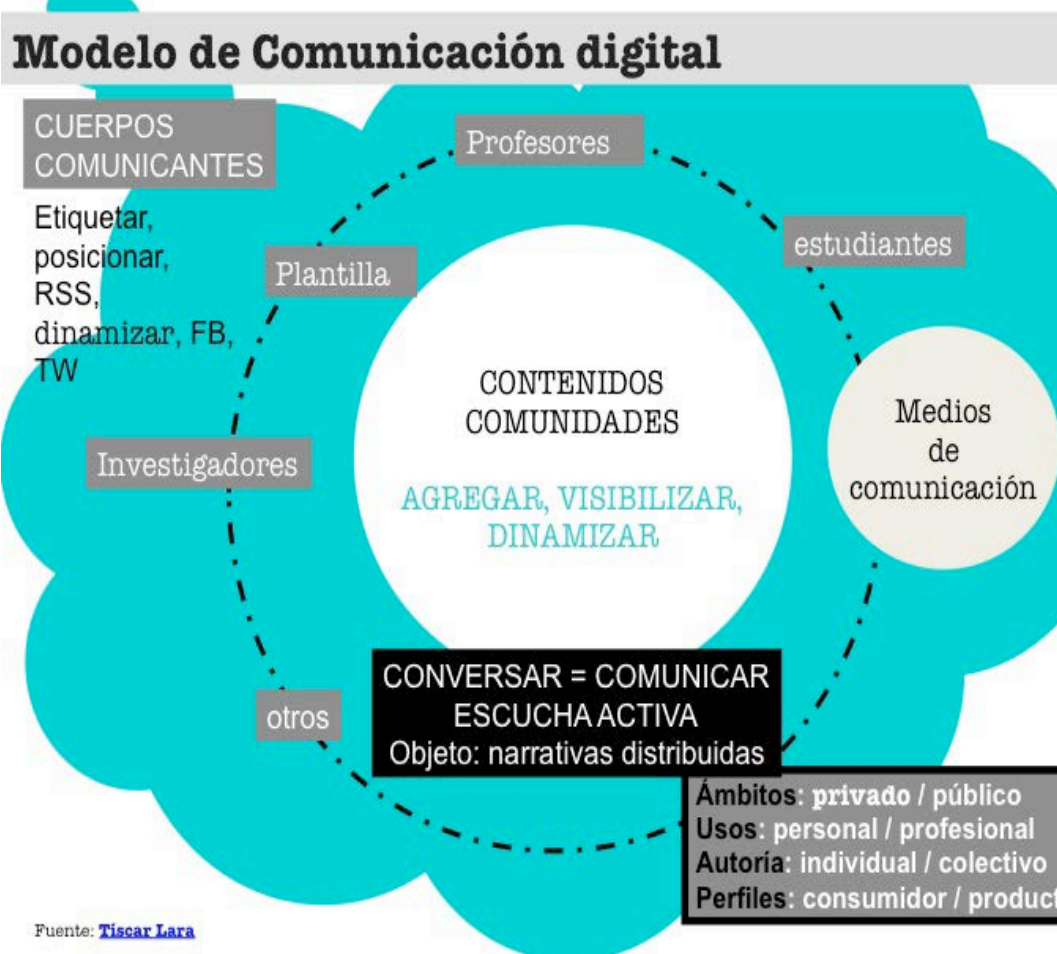 Modelo de Comunicación digital
CUERPOS
COMUNICANTES
Etiquetar,
posicionar,
RSS,
dinamizar, FB,
TW
Profesores
estudiantes
Plantilla
Investigadores
otros
CONTENIDOS
COMUNIDADES
AGREGAR, VISIBILIZAR,
DINAMIZAR
Medios
de
comunicación
CONVERSAR = COMUNICAR
ESCUCHA ACTIVA
Objeto: narrativas distribuidas
Ámbitos: privado / público
Usos: personal / profesional
Autoría: individual / colectivo
Perfiles: consumidor / product
Fuente: Tíscar Lara